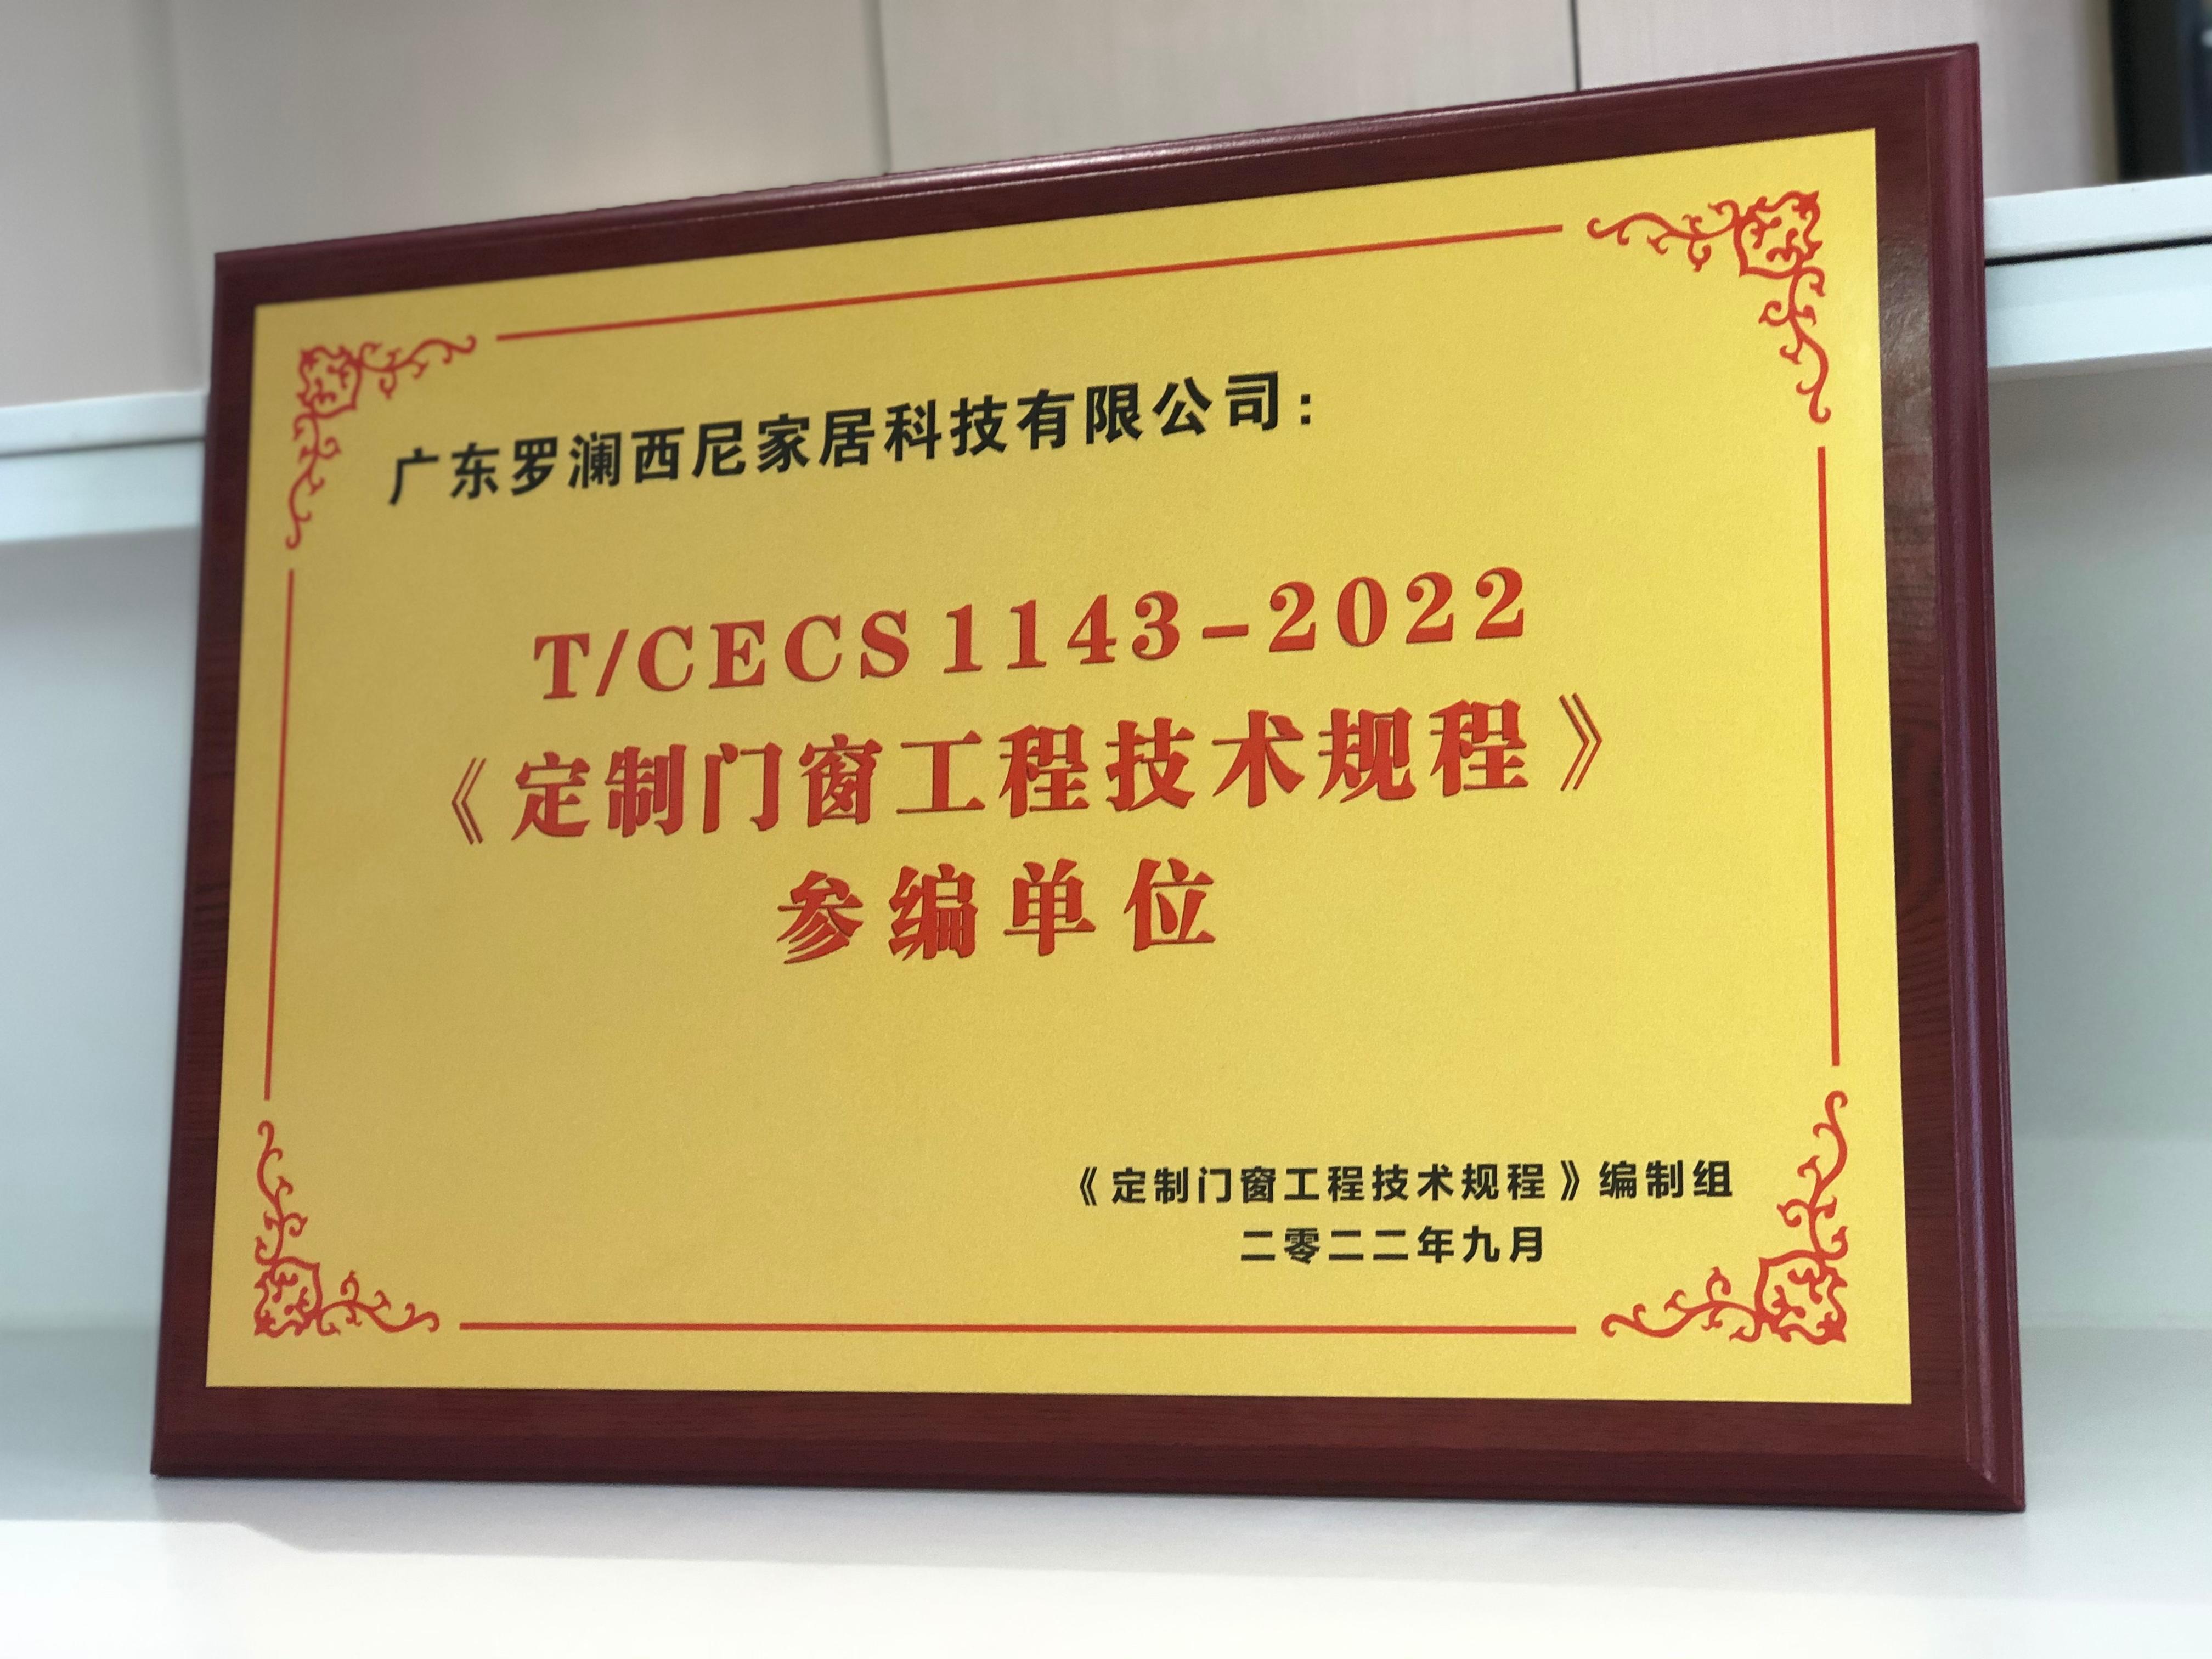 广东罗澜西尼家居科技有限公司：
T/CECS 1143-2022
《定制门窗工程技术规程》
参编单位
《定制门窗工程技术规程》编制组
二零二二年九月